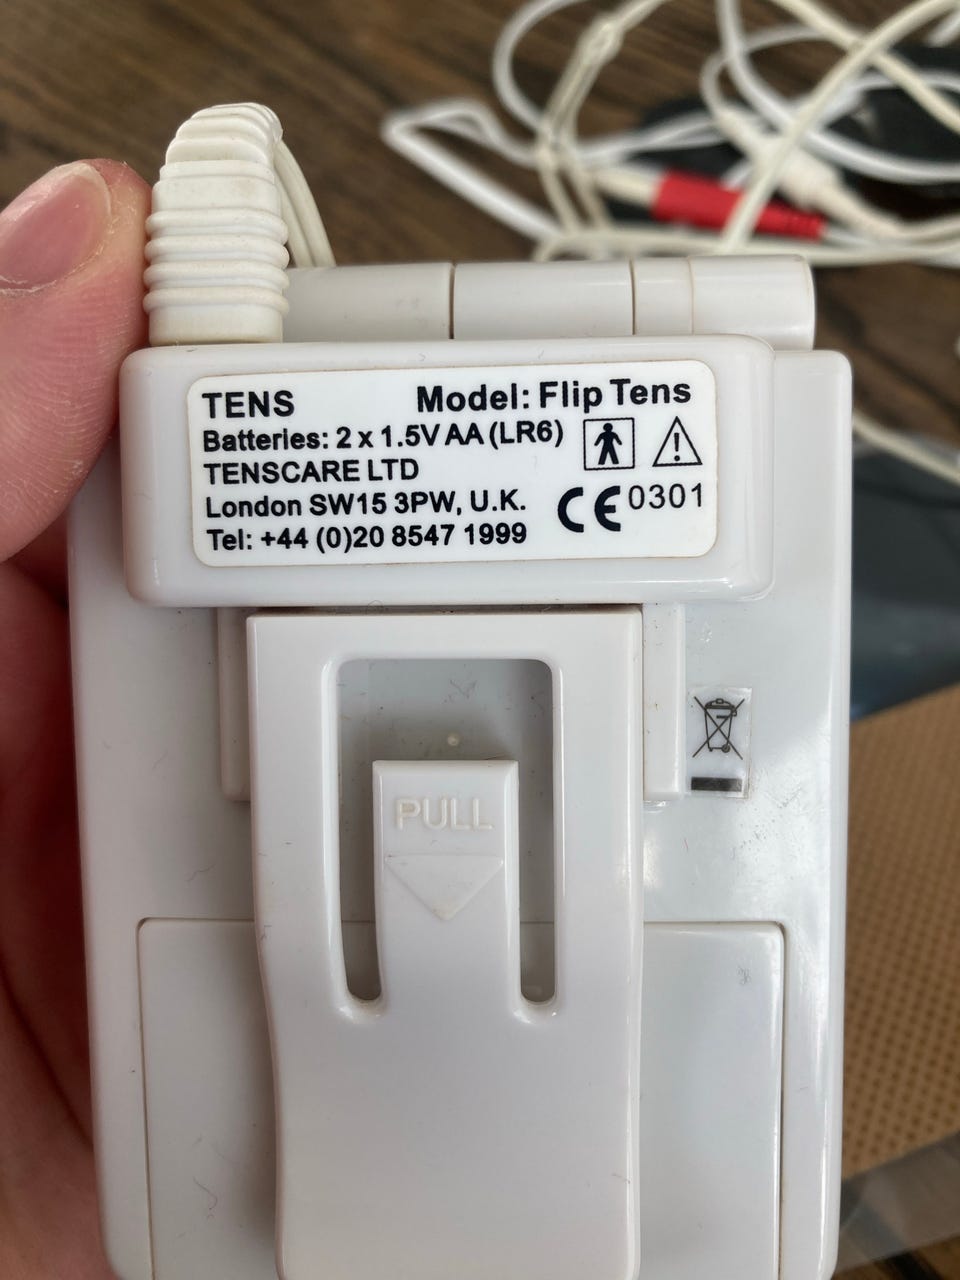 TENS Model: Flip Tens
Batteries: 2 x 1.5V AA (LR6)
TENSCARE LTD
London SW15 3PW, U.K.
CE 0301
Tel: +44 (0)20 8547 1999
PULL